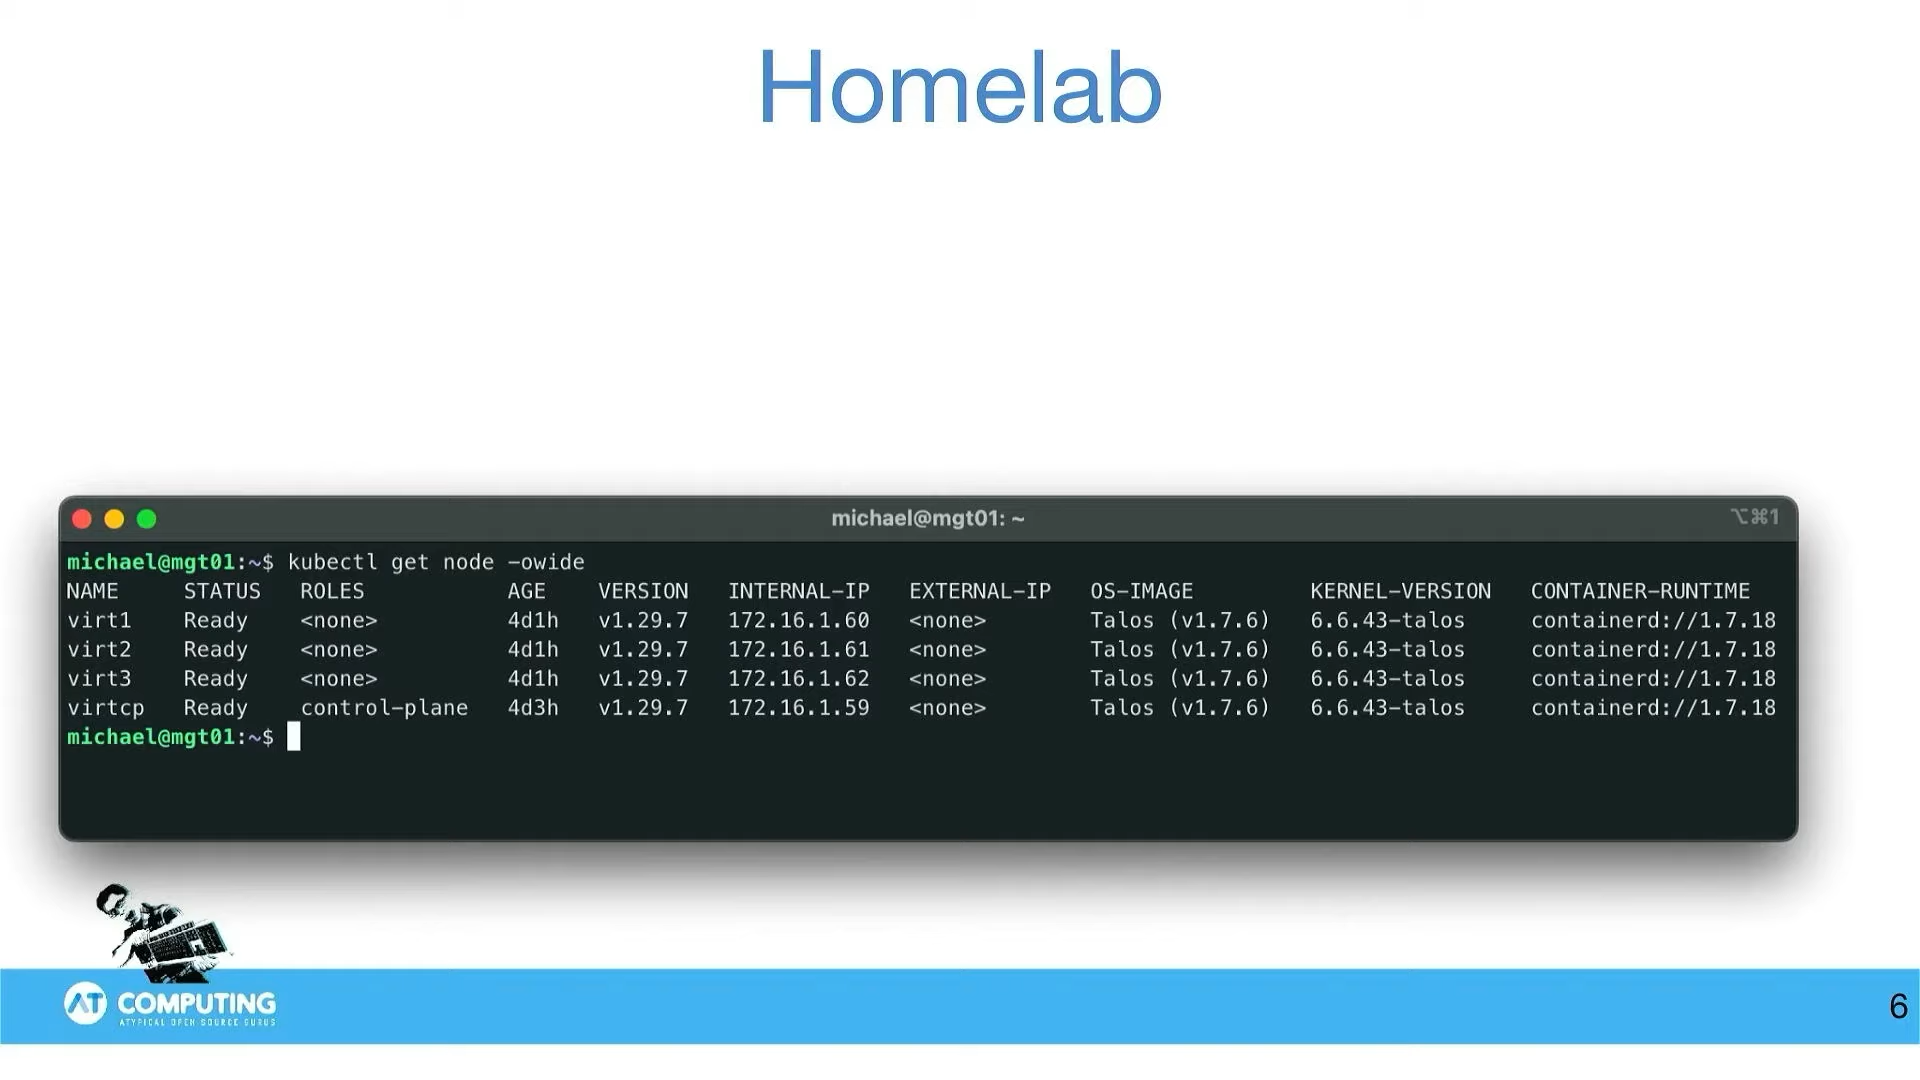 Homelab
michael@mgt01: ~
⌥⌘1
michael@mgt01:~$ kubectl get node -owide
NAME STATUS ROLES AGE VERSION INTERNAL-IP EXTERNAL-IP OS-IMAGE KERNEL-VERSION CONTAINER-RUNTIME
virt1 Ready <none> 4d1h v1.29.7 172.16.1.60 <none> Talos (v1.7.6) 6.6.43-talos containerd://1.7.18
virt2 Ready <none> 4d1h v1.29.7 172.16.1.61 <none> Talos (v1.7.6) 6.6.43-talos containerd://1.7.18
virt3 Ready <none> 4d1h v1.29.7 172.16.1.62 <none> Talos (v1.7.6) 6.6.43-talos containerd://1.7.18
virtcp Ready control-plane 4d3h v1.29.7 172.16.1.59 <none> Talos (v1.7.6) 6.6.43-talos containerd://1.7.18
michael@mgt01:~$
AT COMPUTING
ATYPICAL OPEN SOURCE GURUS
6